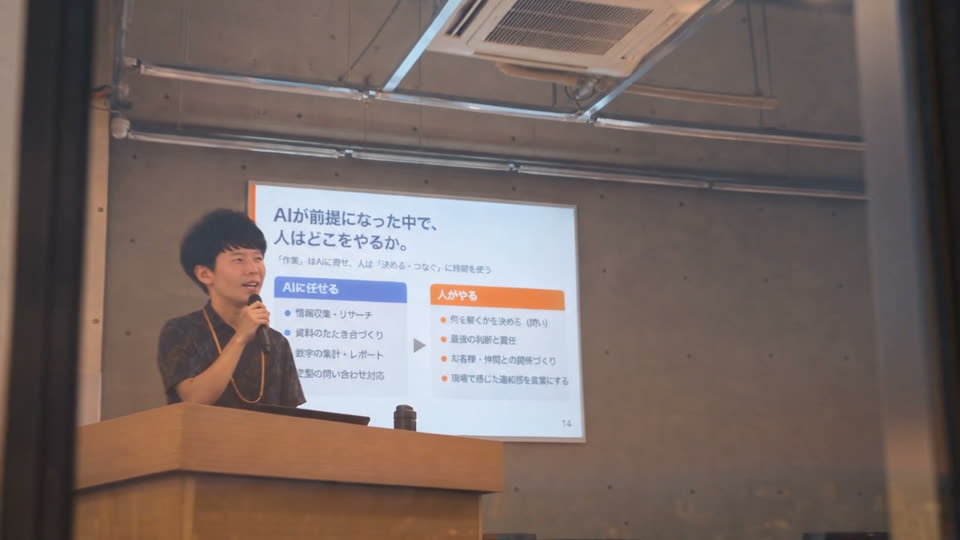 AIが前提になった中で、
人はどこをやるか。
「作業」はAIに寄せ、人は「決める・つなぐ」に時間を使う
AIに任せる
情報収集・リサーチ
資料のたたき台づくり
数字の集計・レポート
定型の問い合わせ対応
人がやる
何を解くかを決める（問い）
最後の判断と責任
お客様・仲間との関係づくり
現場で感じた違和感を言葉にする
14